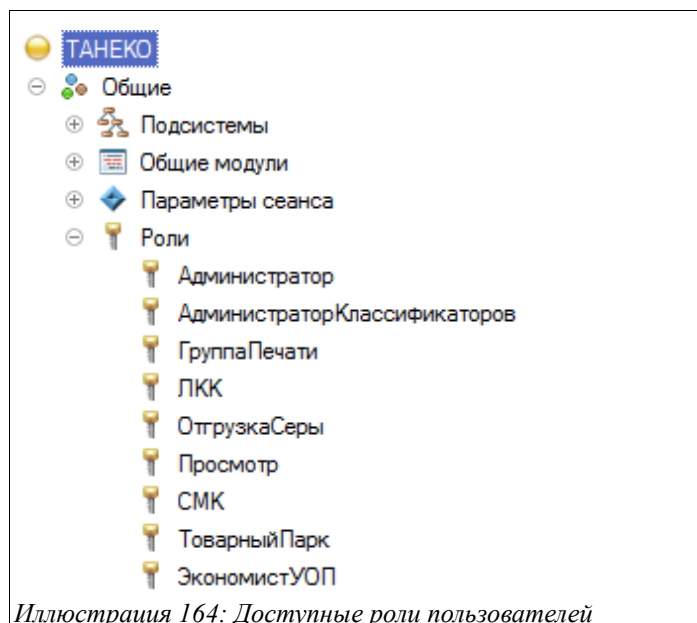 ТАНЕКО
Общие
Подсистемы
Общие модули
Параметры сеанса
Роли
Администратор
АдминистраторКлассификаторов
ГруппаПечати
ЛКК
ОтгрузкаСеры
Просмотр
СМК
ТоварныйПарк
ЭкономистУОП
Иллюстрация 164: Доступные роли пользователей